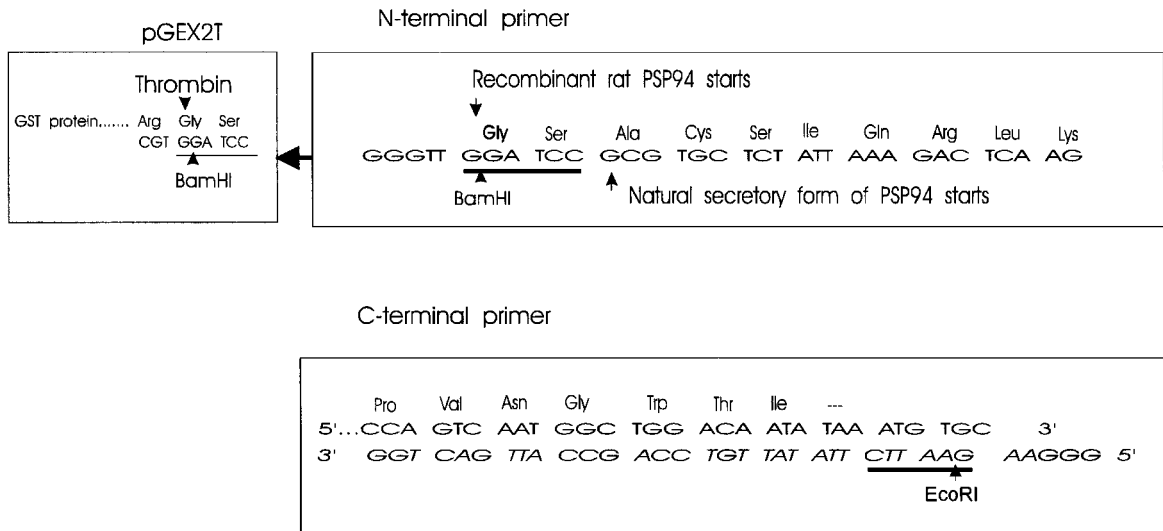 N-terminal primer
pGEX2T
Thrombin
GST protein....... Arg Gly Ser
CGT GGA TCC
BamHI
Recombinant rat PSP94 starts
Gly Ser Ala Cys Ser Ile Gln Arg Leu Lys
GGGTT GGA TCC GCG TGC TCT ATT AAA GAC TCA AG
BamHI
Natural secretory form of PSP94 starts
C-terminal primer
Pro Val Asn Gly Trp Thr Ile ---
5'...CCA GTC AAT GGC TGG ACA ATA TAA ATG TGC 3'
3' GGT CAG TTA CCG ACC TGT TAT ATT CTT AAG AAGGG 5'
EcoRI